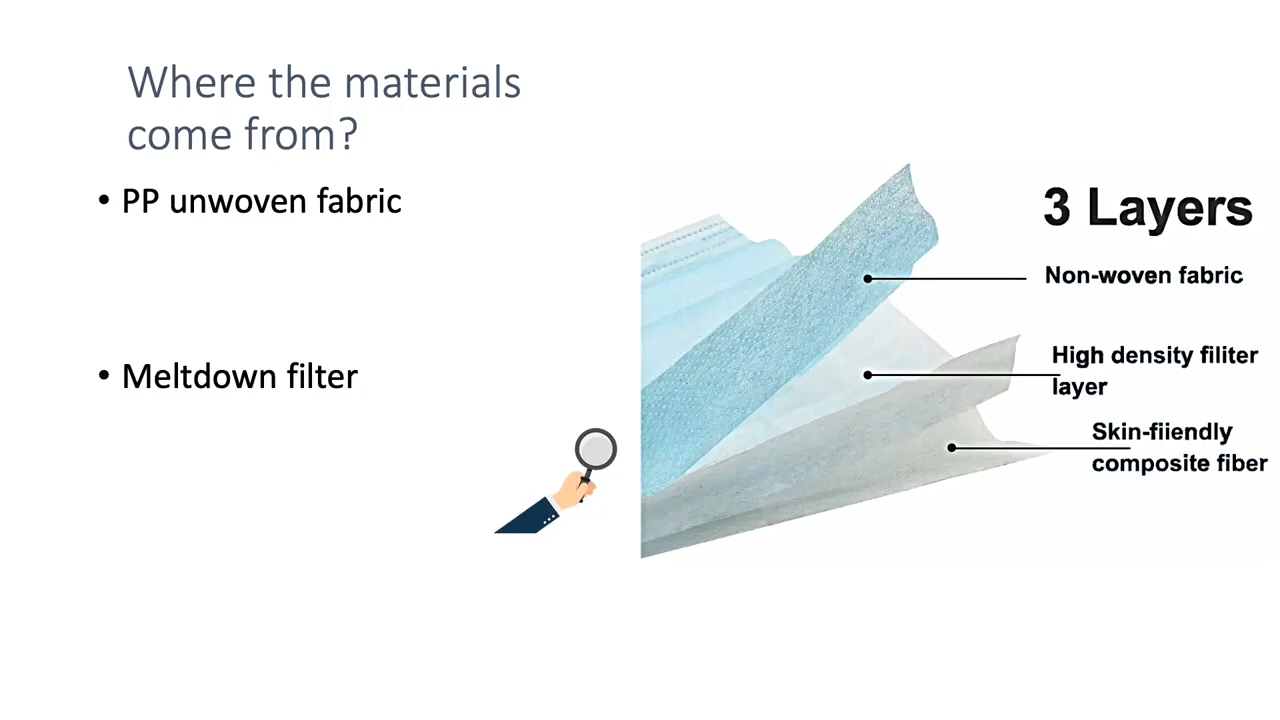 Where the materials
come from?
• PP unwoven fabric
• Meltdown filter
3 Layers
Non-woven fabric
High density filiter
layer
Skin-fiiendly
composite fiber